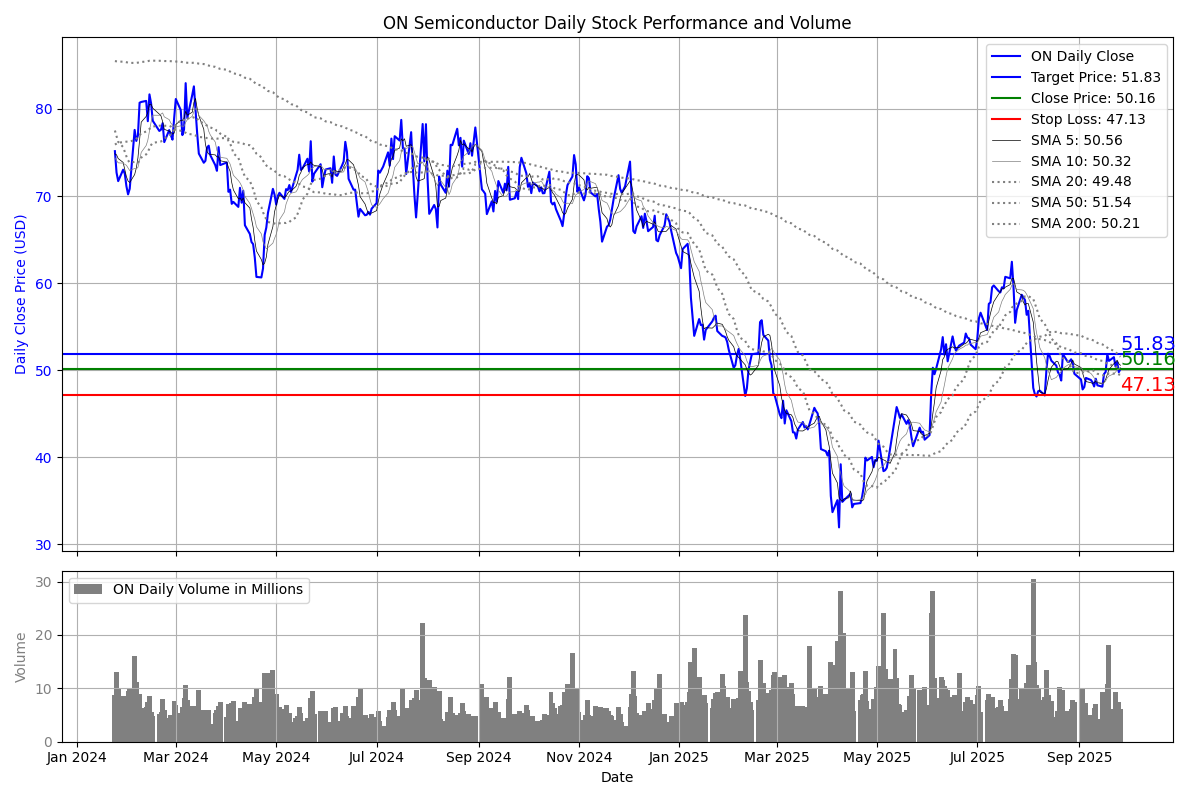 ON Semiconductor Daily Stock Performance and Volume
Daily Close Price (USD)
80
70
60
50
40
30
ON Daily Close
Target Price: 51.83
Close Price: 50.16
Stop Loss: 47.13
SMA 5: 50.56
SMA 10: 50.32
SMA 20: 49.48
SMA 50: 51.54
SMA 200: 50.21
51.83
50.16
47.13
Volume
30
20
10
0
ON Daily Volume in Millions
Jan 2024 Mar 2024 May 2024 Jul 2024 Sep 2024 Nov 2024 Jan 2025 Mar 2025 May 2025 Jul 2025 Sep 2025
Date